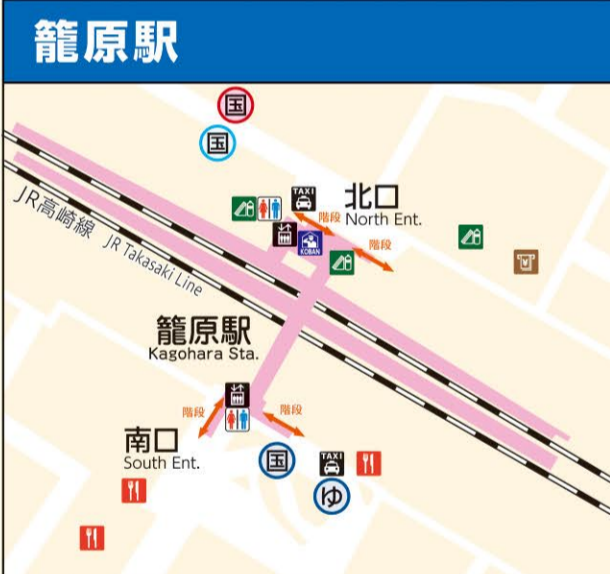 籠原駅
国
国
TAXI
北口
North Ent.
階段
階段
KOBAN
JR高崎線 JR Takasaki Line
籠原駅
Kagohara Sta.
階段
階段
南口
South Ent.
国
TAXI
ゆ